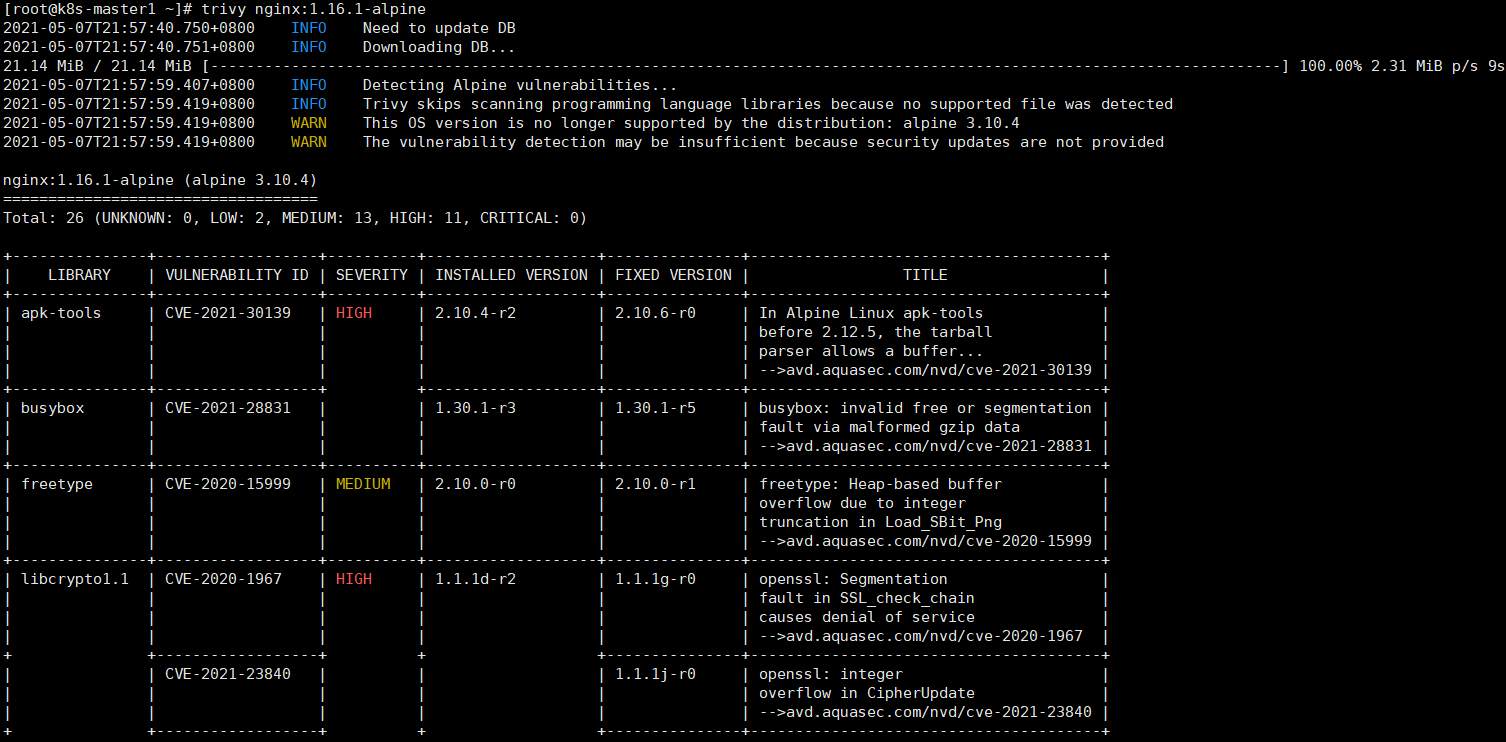 [root@k8s-master1 ~]# trivy nginx:1.16.1-alpine
2021-05-07T21:57:40.750+0800    INFO    Need to update DB
2021-05-07T21:57:40.751+0800    INFO    Downloading DB...
21.14 MiB / 21.14 MiB [-----------------------------------------------------------------------------------------------------------------------] 100.00% 2.31 MiB p/s 9s
2021-05-07T21:57:59.407+0800    INFO    Detecting Alpine vulnerabilities...
2021-05-07T21:57:59.419+0800    INFO    Trivy skips scanning programming language libraries because no supported file was detected
2021-05-07T21:57:59.419+0800    WARN    This OS version is no longer supported by the distribution: alpine 3.10.4
2021-05-07T21:57:59.419+0800    WARN    The vulnerability detection may be insufficient because security updates are not provided
nginx:1.16.1-alpine (alpine 3.10.4)
===================================
Total: 26 (UNKNOWN: 0, LOW: 2, MEDIUM: 13, HIGH: 11, CRITICAL: 0)
+---------------+------------------+----------+-------------------+---------------+---------------------------------------+
|    LIBRARY    | VULNERABILITY ID | SEVERITY | INSTALLED VERSION | FIXED VERSION |                 TITLE                 |
+---------------+------------------+----------+-------------------+---------------+---------------------------------------+
| apk-tools     | CVE-2021-30139   | HIGH     | 2.10.4-r2         | 2.10.6-r0     | In Alpine Linux apk-tools             |
|               |                  |          |                   |               | before 2.12.5, the tarball            |
|               |                  |          |                   |               | parser allows a buffer...             |
|               |                  |          |                   |               | -->avd.aquasec.com/nvd/cve-2021-30139 |
+---------------+------------------+          +-------------------+---------------+---------------------------------------+
| busybox       | CVE-2021-28831   |          | 1.30.1-r3         | 1.30.1-r5     | busybox: invalid free or segmentation |
|               |                  |          |                   |               | fault via malformed gzip data         |
|               |                  |          |                   |               | -->avd.aquasec.com/nvd/cve-2021-28831 |
+---------------+------------------+----------+-------------------+---------------+---------------------------------------+
| freetype      | CVE-2020-15999   | MEDIUM   | 2.10.0-r0         | 2.10.0-r1     | freetype: Heap-based buffer           |
|               |                  |          |                   |               | overflow due to integer               |
|               |                  |          |                   |               | truncation in Load_SBit_Png           |
|               |                  |          |                   |               | -->avd.aquasec.com/nvd/cve-2020-15999 |
+---------------+------------------+----------+-------------------+---------------+---------------------------------------+
| libcrypto1.1  | CVE-2020-1967    | HIGH     | 1.1.1d-r2         | 1.1.1g-r0     | openssl: Segmentation                 |
|               |                  |          |                   |               | fault in SSL_check_chain              |
|               |                  |          |                   |               | causes denial of service              |
|               |                  |          |                   |               | -->avd.aquasec.com/nvd/cve-2020-1967  |
+               +------------------+          +                   +---------------+---------------------------------------+
|               | CVE-2021-23840   |          |                   | 1.1.1j-r0     | openssl: integer                      |
|               |                  |          |                   |               | overflow in CipherUpdate              |
|               |                  |          |                   |               | -->avd.aquasec.com/nvd/cve-2021-23840 |
+               +------------------+          +                   +---------------+---------------------------------------+